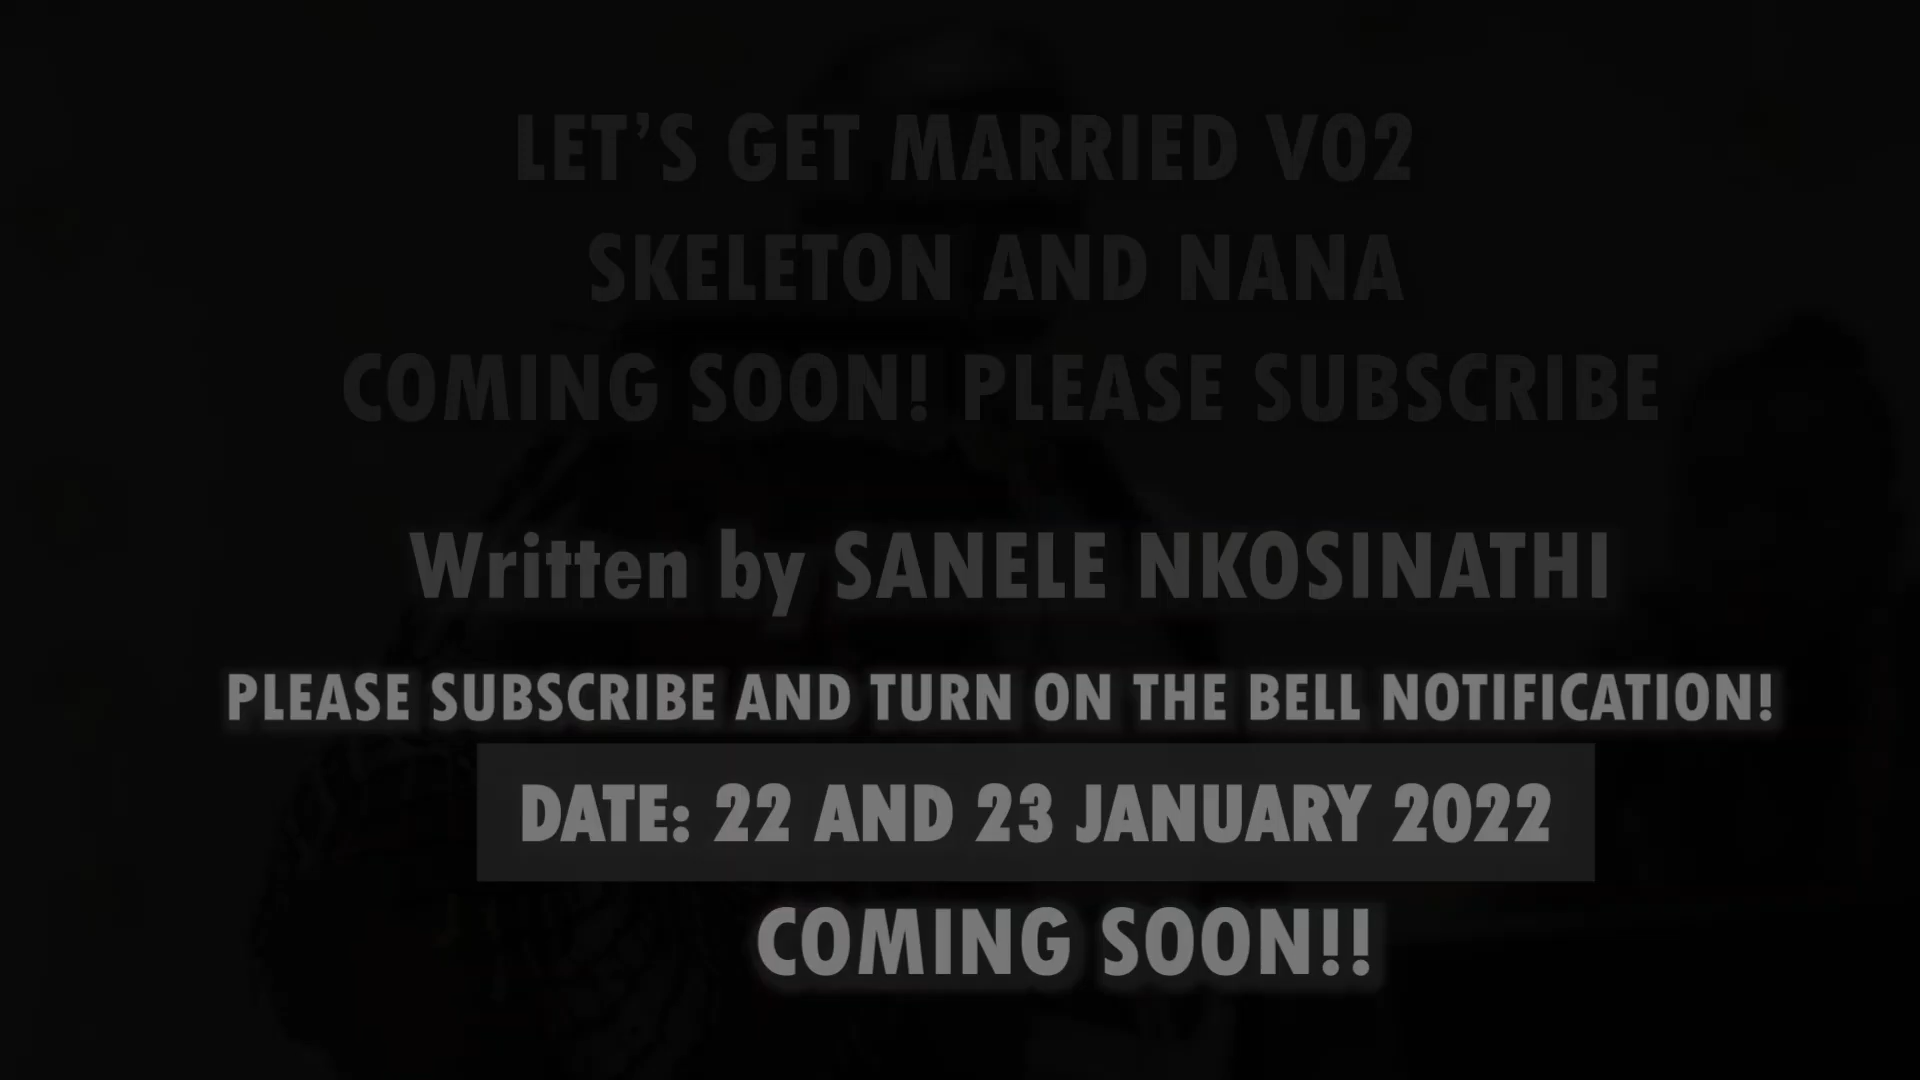 LET'S GET MARRIED V02
SKELETON AND NANA
COMING SOON! PLEASE SUBSCRIBE
Written by SANELE NKOSINATHI
PLEASE SUBSCRIBE AND TURN ON THE BELL NOTIFICATION!
DATE: 22 AND 23 JANUARY 2022
COMING SOON!!